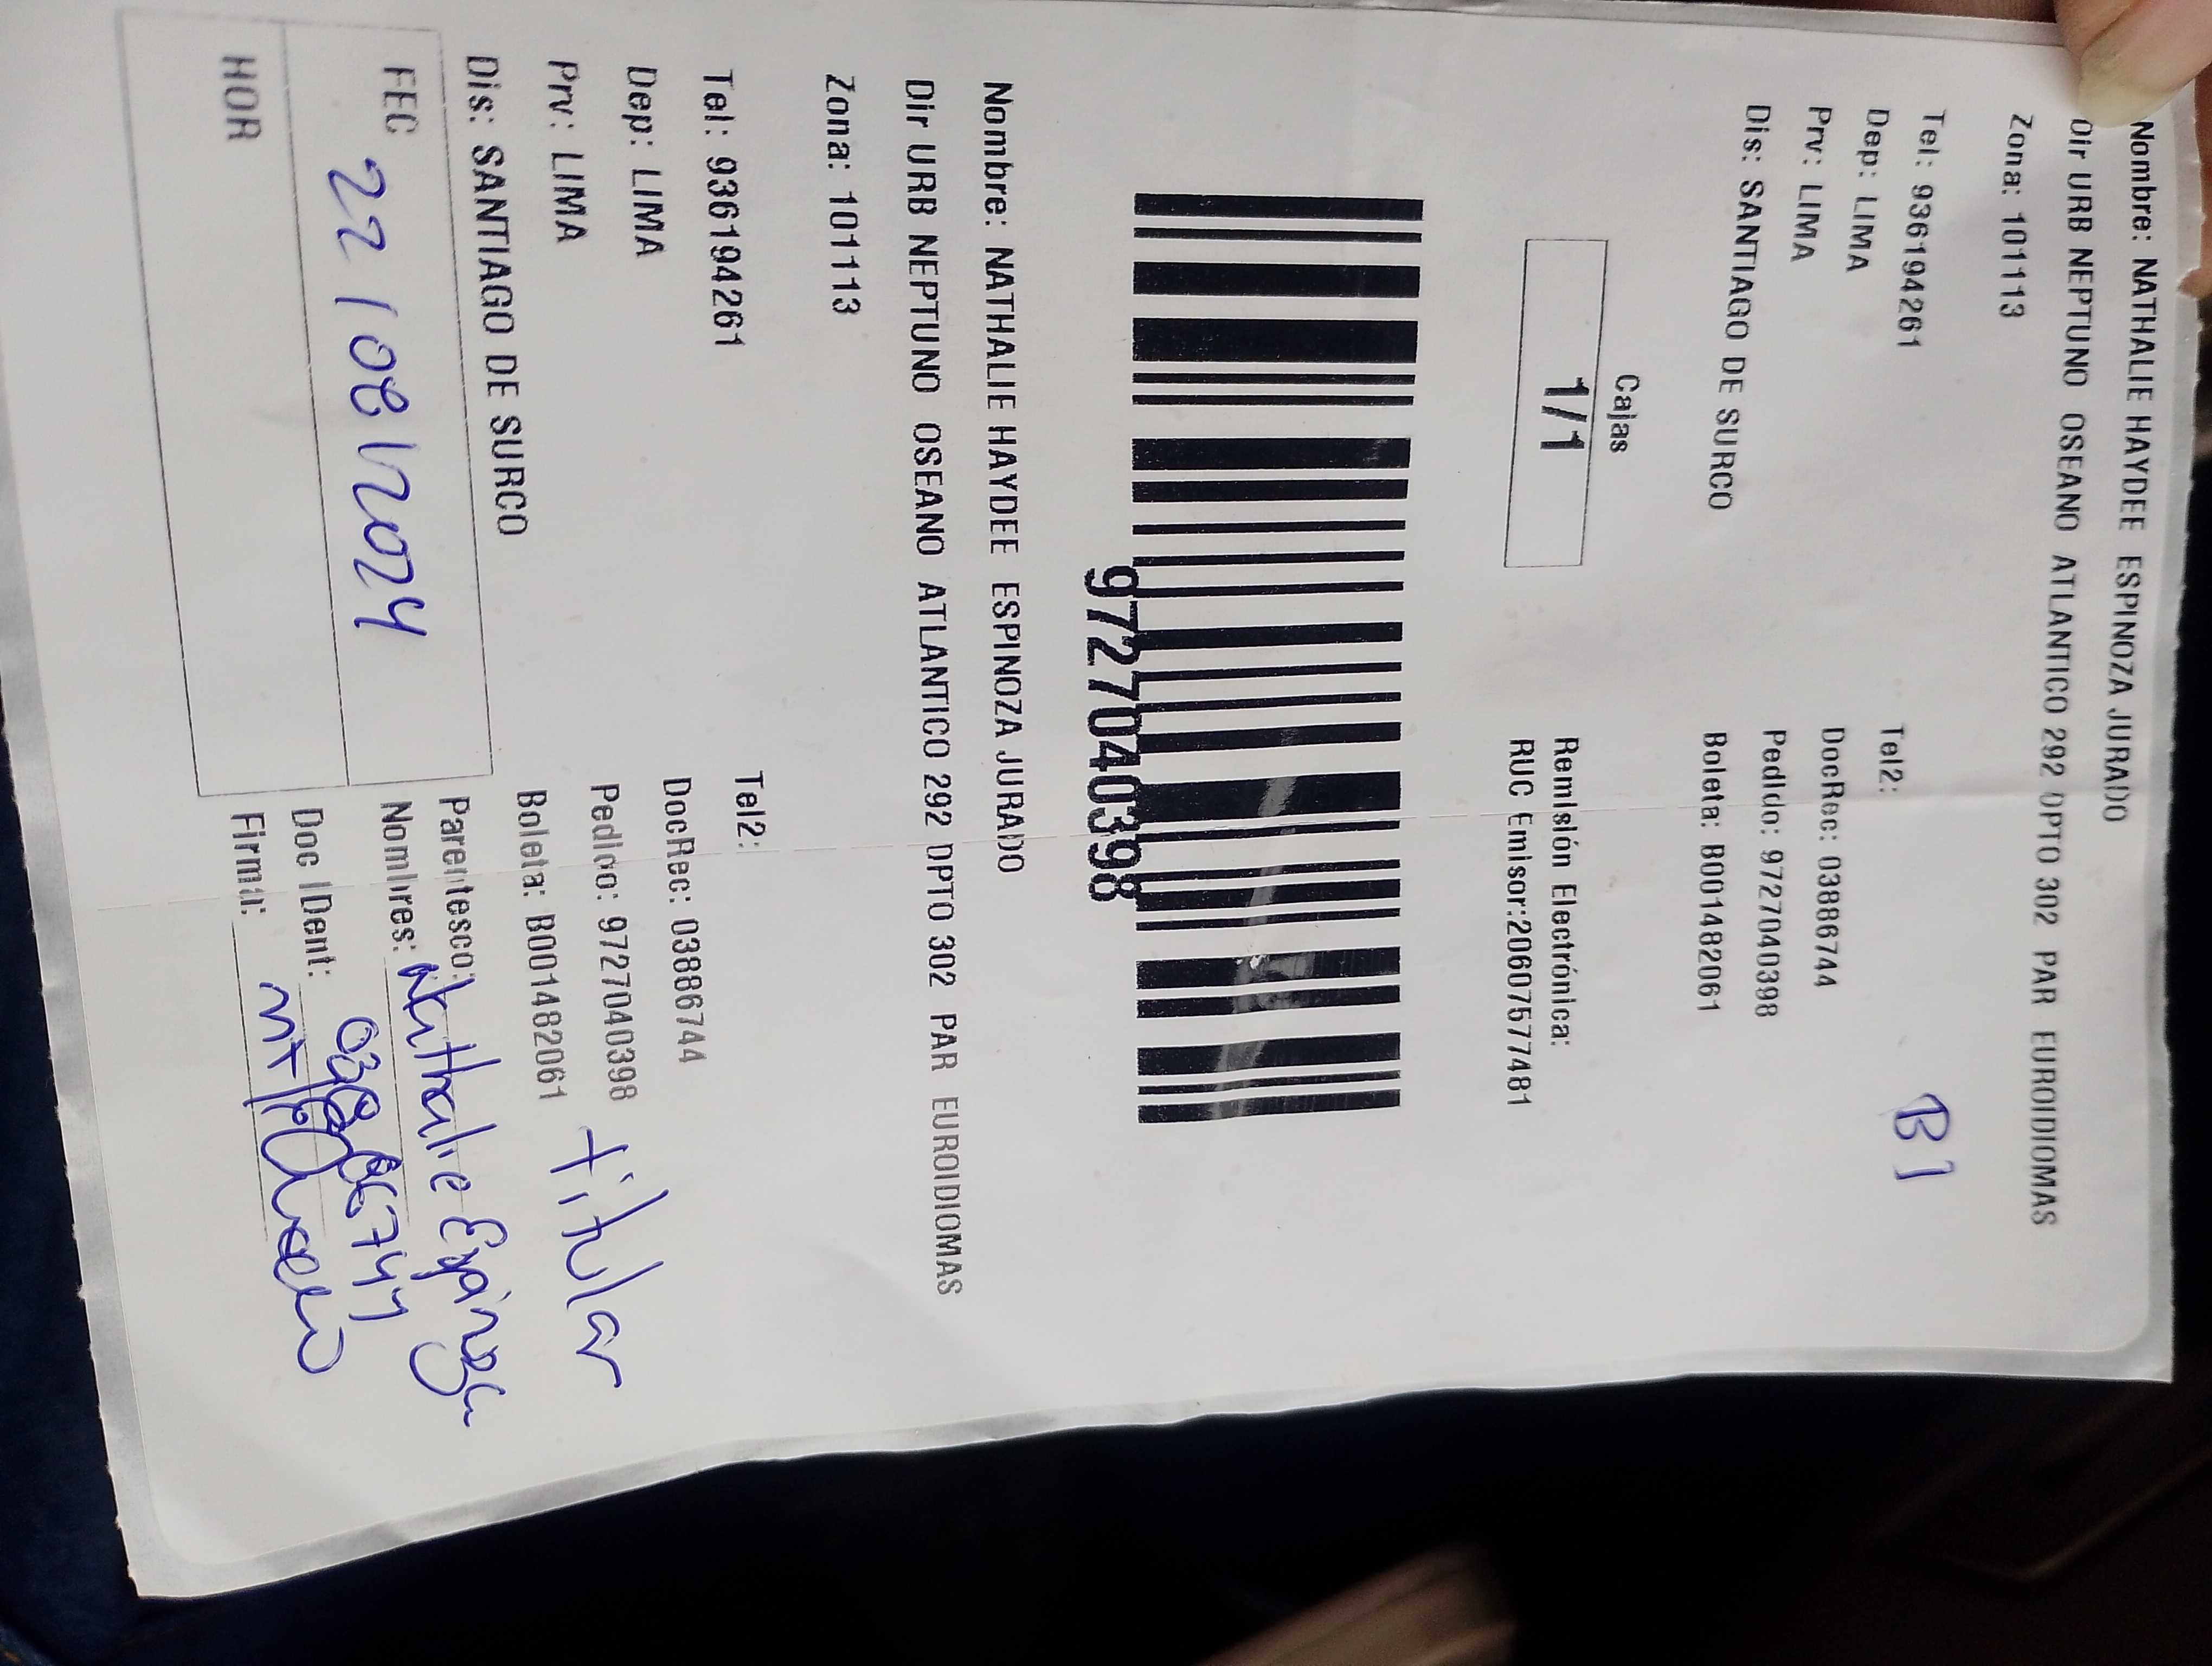 Nombre: NATHALIE HAYDEE ESPINOZA JURADO
Dir URB NEPTUNO OSEANO ATLANTICO 292 DPTO 302 PAR EUROIDIOMAS
Zona: 101113
Tel: 936194261 Tel2: B1
Dep: LIMA DocRec: 03886744
Prv: LIMA Pedido: 9727040398
Dis: SANTIAGO DE SURCO Boleta: B001482061
Cajas
1/1
Remisión Electrónica:
RUC Emisor:20607577481
9727040398
Nombre: NATHALIE HAYDEE ESPINOZA JURADO
Dir URB NEPTUNO OSEANO ATLANTICO 292 DPTO 302 PAR EUROIDIOMAS
Zona: 101113
Tel: 936194261 Tel2:
Dep: LIMA DocRec: 03886744
Prv: LIMA Pedido: 9727040398
Dis: SANTIAGO DE SURCO Boleta: B001482061
FEC 22/08/2024
HOR
Parentesco: titular
Nombres: Nathalie Espinoza
Doc IDent: 03886744
Firma: